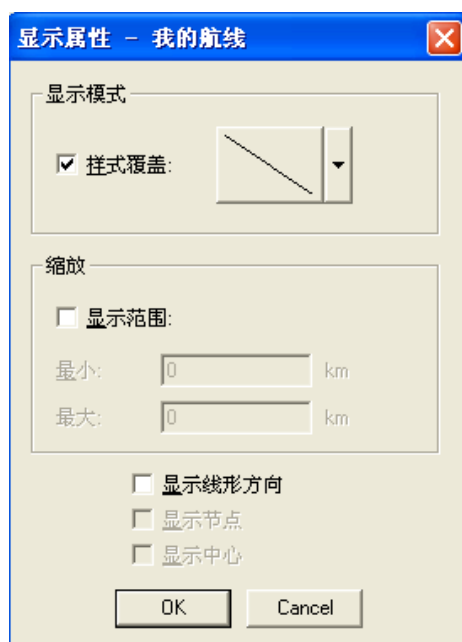 显示属性 - 我的航线
显示模式
样式覆盖:
缩放
显示范围:
最小: 0 km
最大: 0 km
显示线形方向
显示节点
显示中心
OK Cancel